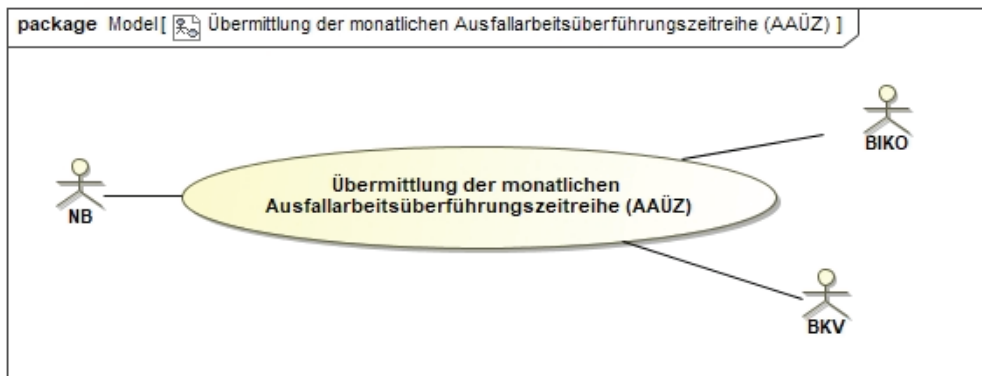 package Model [ Übermittlung der monatlichen Ausfallarbeitsüberführungszeitreihe (AAÜZ) ]
BIKO
NB
Übermittlung der monatlichen
Ausfallarbeitsüberführungszeitreihe (AAÜZ)
BKV